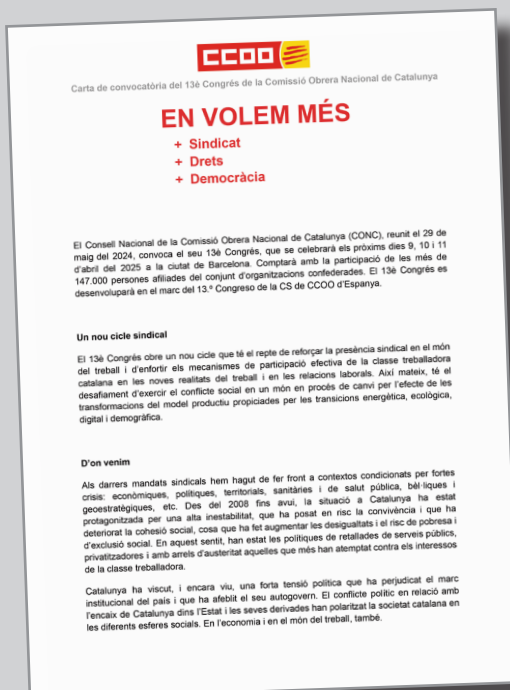 CCOO
Carta de convocatòria del 13è Congrés de la Comissió Obrera Nacional de Catalunya
EN VOLEM MÉS
+ Sindicat
+ Drets
+ Democràcia
El Consell Nacional de la Comissió Obrera Nacional de Catalunya (CONC), reunit el 29 de
maig del 2024, convoca el seu 13è Congrés, que se celebrarà els pròxims dies 9, 10 i 11
d'abril del 2025 a la ciutat de Barcelona. Comptarà amb la participació de les més de
147.000 persones afiliades del conjunt d'organitzacions confederades. El 13è Congrés es
desenvoluparà en el marc del 13.º Congreso de la CS de CCOO d'Espanya.
Un nou cicle sindical
El 13è Congrés obre un nou cicle que té el repte de reforçar la presència sindical en el món
del treball i d'enfortir els mecanismes de participació efectiva de la classe treballadora
catalana en les noves realitats del treball i en les relacions laborals. Així mateix, té el
desafiament d'exercir el conflicte social en un món en procés de canvi per l'efecte de les
transformacions del model productiu propiciades per les transicions energètica, ecològica,
digital i demogràfica.
D'on venim
Als darrers mandats sindicals hem hagut de fer front a contextos condicionats per fortes
crisis: econòmiques, polítiques, territorials, sanitàries i de salut pública, bèl·liques i
geoestratègiques, etc. Des del 2008 fins avui, la situació a Catalunya ha estat
protagonitzada per una alta inestabilitat, que ha posat en risc la convivència i que ha
deteriorat la cohesió social, cosa que ha fet augmentar les desigualtats i el risc de pobresa i
d'exclusió social. En aquest sentit, han estat les polítiques de retallades de serveis públics,
privatitzadores i amb arrels d'austeritat aquelles que més han atemptat contra els interessos
de la classe treballadora.
Catalunya ha viscut, i encara viu, una forta tensió política que ha perjudicat el marc
institucional del país i que ha afeblit el seu autogovern. El conflicte polític en relació amb
l'encaix de Catalunya dins l'Estat i les seves derivades han polaritzat la societat catalana en
les diferents esferes socials. En l'economia i en el món del treball, també.